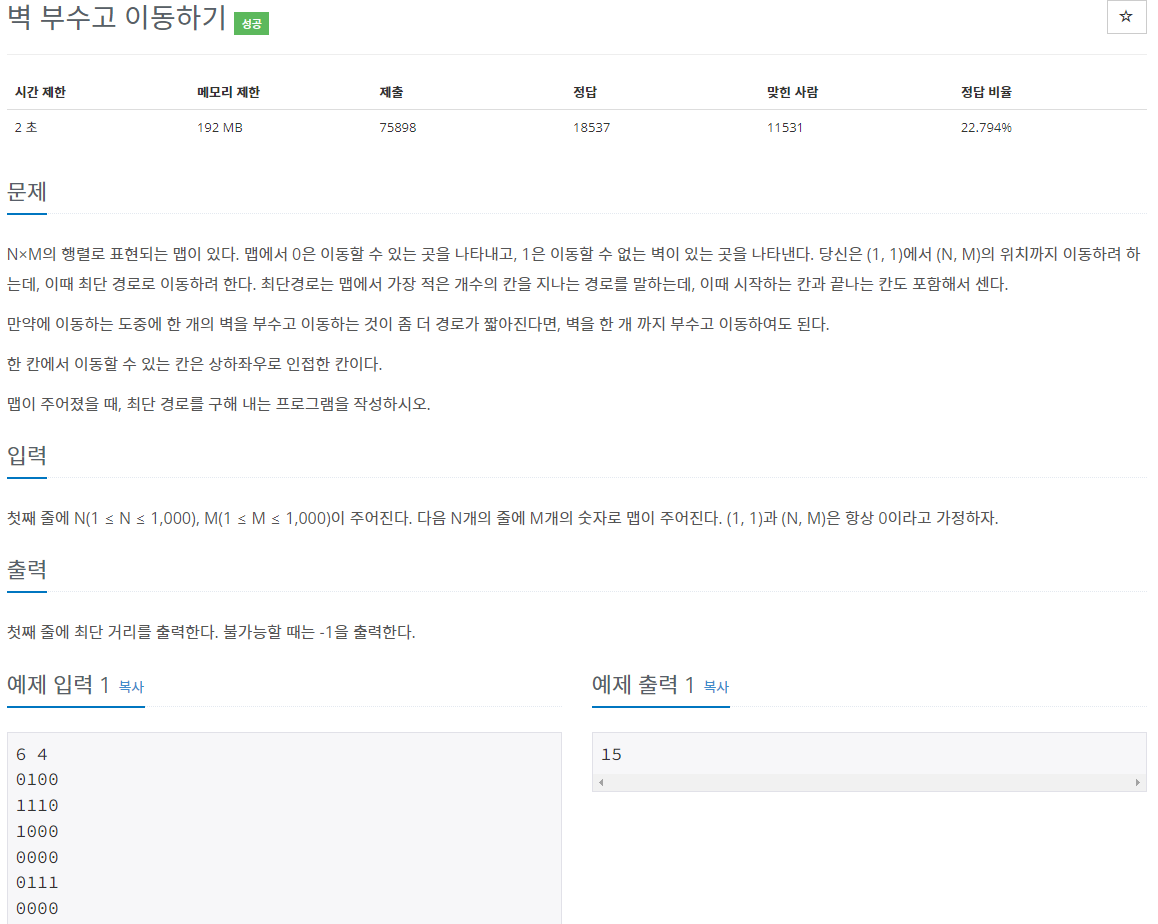 벽 부수고 이동하기 성공
☆
시간 제한 메모리 제한 제출 정답 맞힌 사람 정답 비율
2 초 192 MB 75898 18537 11531 22.794%
문제
N×M의 행렬로 표현되는 맵이 있다. 맵에서 0은 이동할 수 있는 곳을 나타내고, 1은 이동할 수 없는 벽이 있는 곳을 나타낸다. 당신은 (1, 1)에서 (N, M)의 위치까지 이동하려 하
는데, 이때 최단 경로로 이동하려 한다. 최단경로는 맵에서 가장 적은 개수의 칸을 지나는 경로를 말하는데, 이때 시작하는 칸과 끝나는 칸도 포함해서 센다.
만약에 이동하는 도중에 한 개의 벽을 부수고 이동하는 것이 좀 더 경로가 짧아진다면, 벽을 한 개 까지 부수고 이동하여도 된다.
한 칸에서 이동할 수 있는 칸은 상하좌우로 인접한 칸이다.
맵이 주어졌을 때, 최단 경로를 구해 내는 프로그램을 작성하시오.
입력
첫째 줄에 N(1 ≤ N ≤ 1,000), M(1 ≤ M ≤ 1,000)이 주어진다. 다음 N개의 줄에 M개의 숫자로 맵이 주어진다. (1, 1)과 (N, M)은 항상 0이라고 가정하자.
출력
첫째 줄에 최단 거리를 출력한다. 불가능할 때는 -1을 출력한다.
예제 입력 1 복사
6 4
0100
1110
1000
0000
0111
0000
예제 출력 1 복사
15